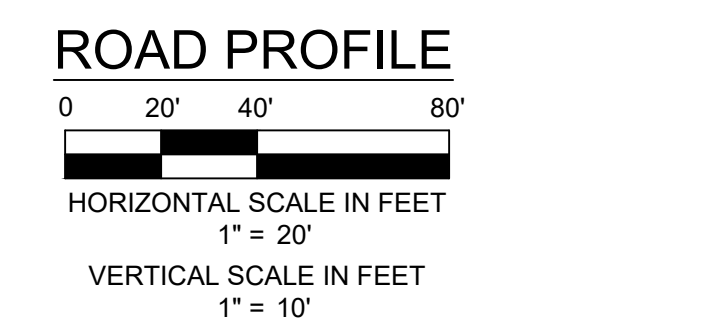 ROAD PROFILE
0 20' 40' 80'
HORIZONTAL SCALE IN FEET
1" = 20'
VERTICAL SCALE IN FEET
1" = 10'